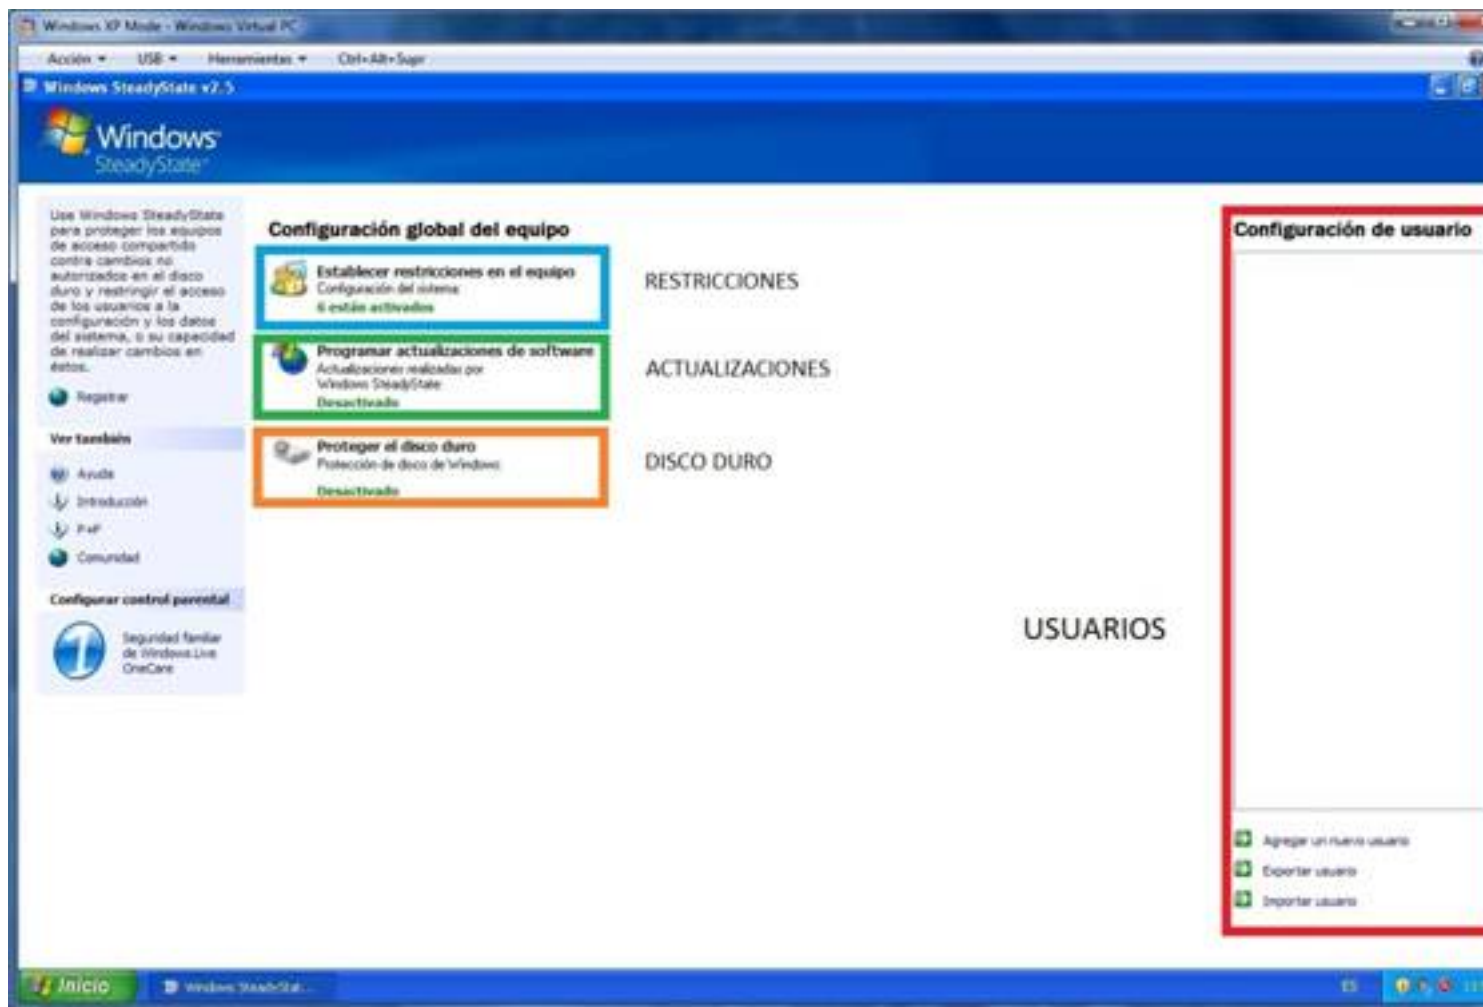 Windows XP Mode - Windows Virtual PC
Acción USB Herramientas Ctrl+Alt+Supr
Windows SteadyState v2.5
Windows
SteadyState
Use Windows SteadyState
para proteger los equipos
de acceso compartido
contra cambios no
autorizados en el disco
duro y restringir el acceso
de los usuarios a la
configuración y los datos
del sistema, o su capacidad
de realizar cambios en
éstos.
Registrar
Ver también
Ayuda
Introducción
P+F
Comunidad
Configurar control parental
Seguridad familiar
de Windows Live
OneCare
Configuración global del equipo
Establecer restricciones en el equipo
Configuración del sistema
6 están activados
RESTRICCIONES
Programar actualizaciones de software
Actualizaciones realizadas por
Windows SteadyState
Desactivado
ACTUALIZACIONES
Proteger el disco duro
Protección de disco de Windows
Desactivado
DISCO DURO
USUARIOS
Configuración de usuario
Agregar un nuevo usuario
Exportar usuario
Importar usuario
Inicio
Windows SteadyStat...
ES